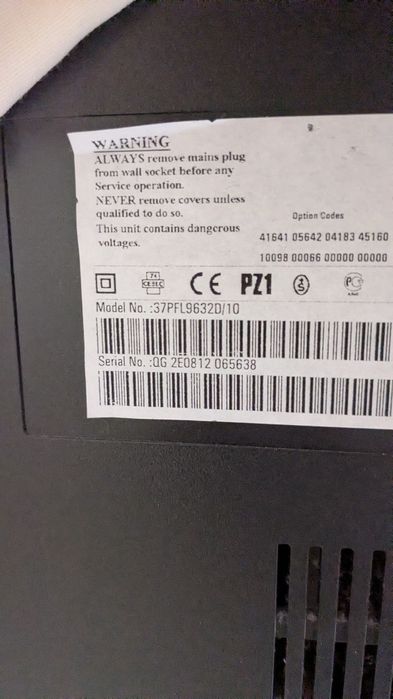 WARNING
ALWAYS remove mains plug
from wall socket before any
Service operation.
NEVER remove covers unless
qualified to do so.
This unit contains dangerous
voltages.
Option Codes
41641 05642 04183 45160
10098 00066 00000 00000
CE PZ1
Model No. :37PFL9632D/10
Serial No. :QG 2E0812 065638